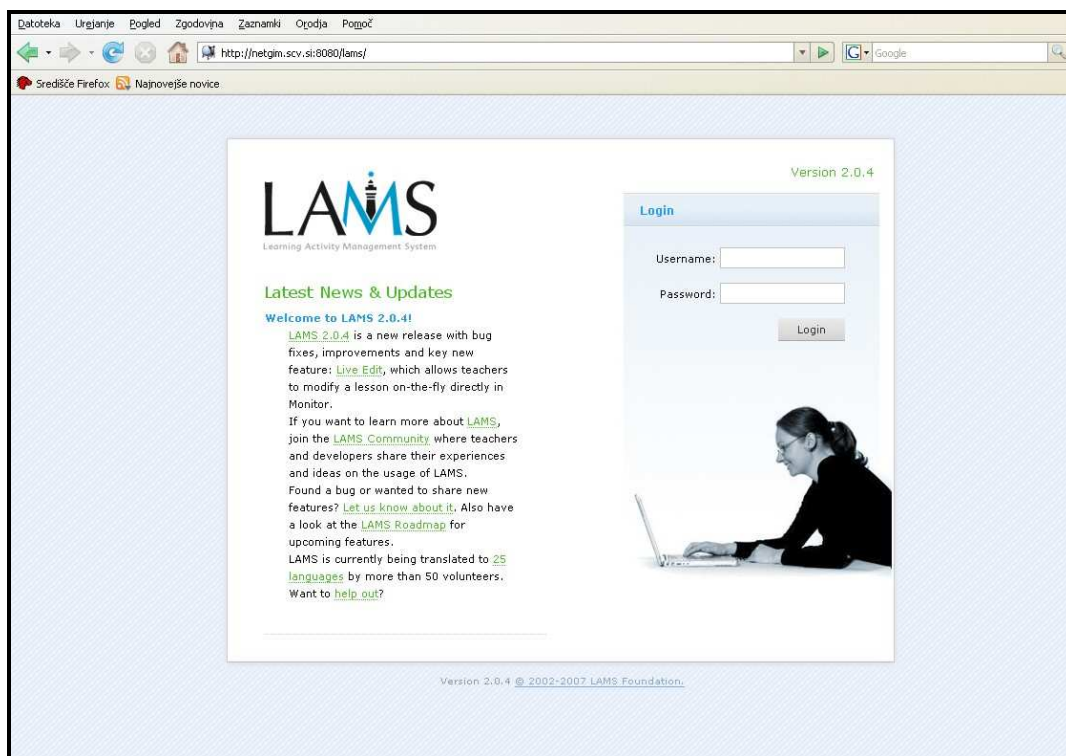 Datoteka Urejanje Pogled Zgodovina Zaznamki Orodja Pomoč
http://netgim.scv.si:8080/lams/
G Google
Središče Firefox Najnovejše novice
Version 2.0.4
LAMS
Learning Activity Management System
Login
Username:
Password:
Login
Latest News & Updates
Welcome to LAMS 2.0.4!
LAMS 2.0.4 is a new release with bug
fixes, improvements and key new
feature: Live Edit, which allows teachers
to modify a lesson on-the-fly directly in
Monitor.
If you want to learn more about LAMS,
join the LAMS Community where teachers
and developers share their experiences
and ideas on the usage of LAMS.
Found a bug or wanted to share new
features? Let us know about it. Also have
a look at the LAMS Roadmap for
upcoming features.
LAMS is currently being translated to 25
languages by more than 50 volunteers.
Want to help out?
Version 2.0.4 © 2002-2007 LAMS Foundation.